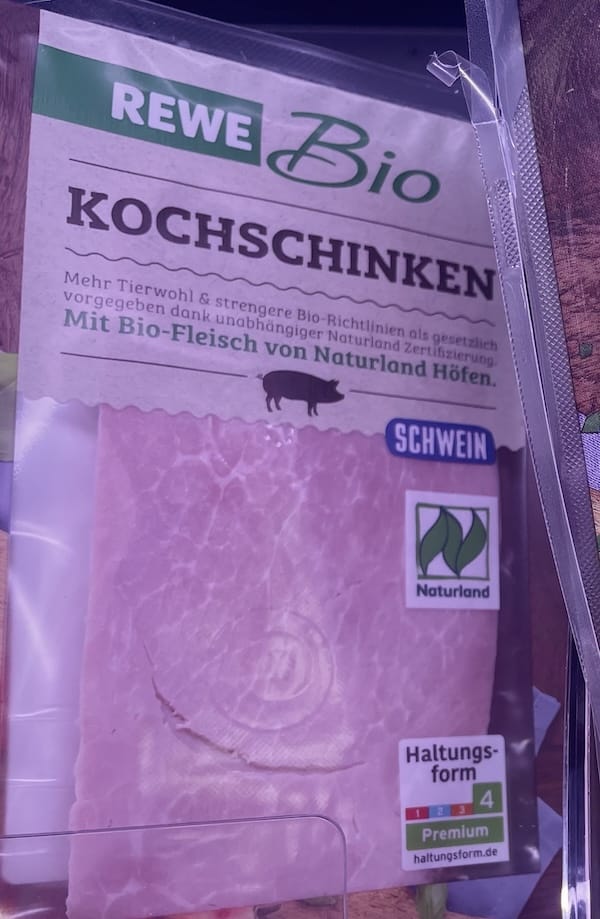 REWE Bio
KOCHSCHINKEN
Mehr Tierwohl & strengere Bio-Richtlinien als gesetzlich
vorgegeben dank unabhängiger Naturland Zertifizierung.
Mit Bio-Fleisch von Naturland Höfen.
SCHWEIN
Naturland
Haltungs-
form
1 2 3 4
Premium
haltungsform.de